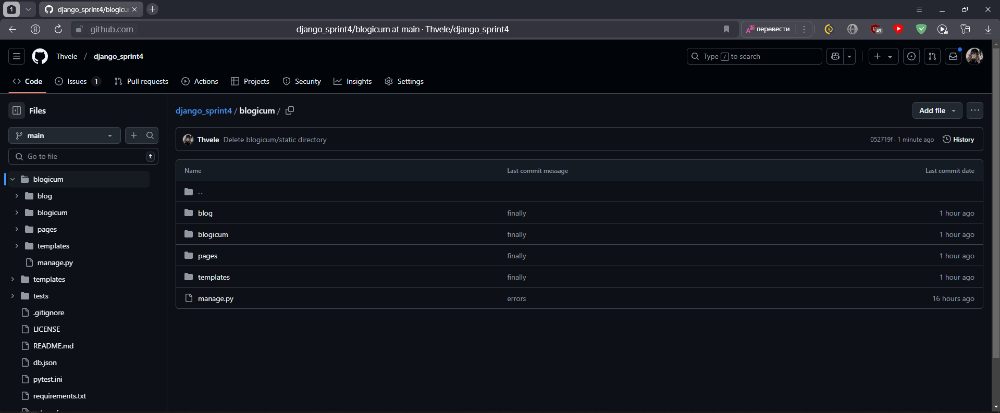 1
django_sprint4/blogicu
github.com
django_sprint4/blogicum at main · Thvele/django_sprint4
перевести
49
Thvele / django_sprint4
Type / to search
Code
Issues 1
Pull requests
Actions
Projects
Security
Insights
Settings
Files
main
Go to file
t
blogicum
blog
blogicum
pages
templates
manage.py
templates
tests
.gitignore
LICENSE
README.md
db.json
pytest.ini
requirements.txt
django_sprint4 / blogicum /
Add file
Thvele Delete blogicum/static directory
052719f · 1 minute ago
History
Name Last commit message Last commit date
..
blog finally 1 hour ago
blogicum finally 1 hour ago
pages finally 1 hour ago
templates finally 1 hour ago
manage.py errors 16 hours ago